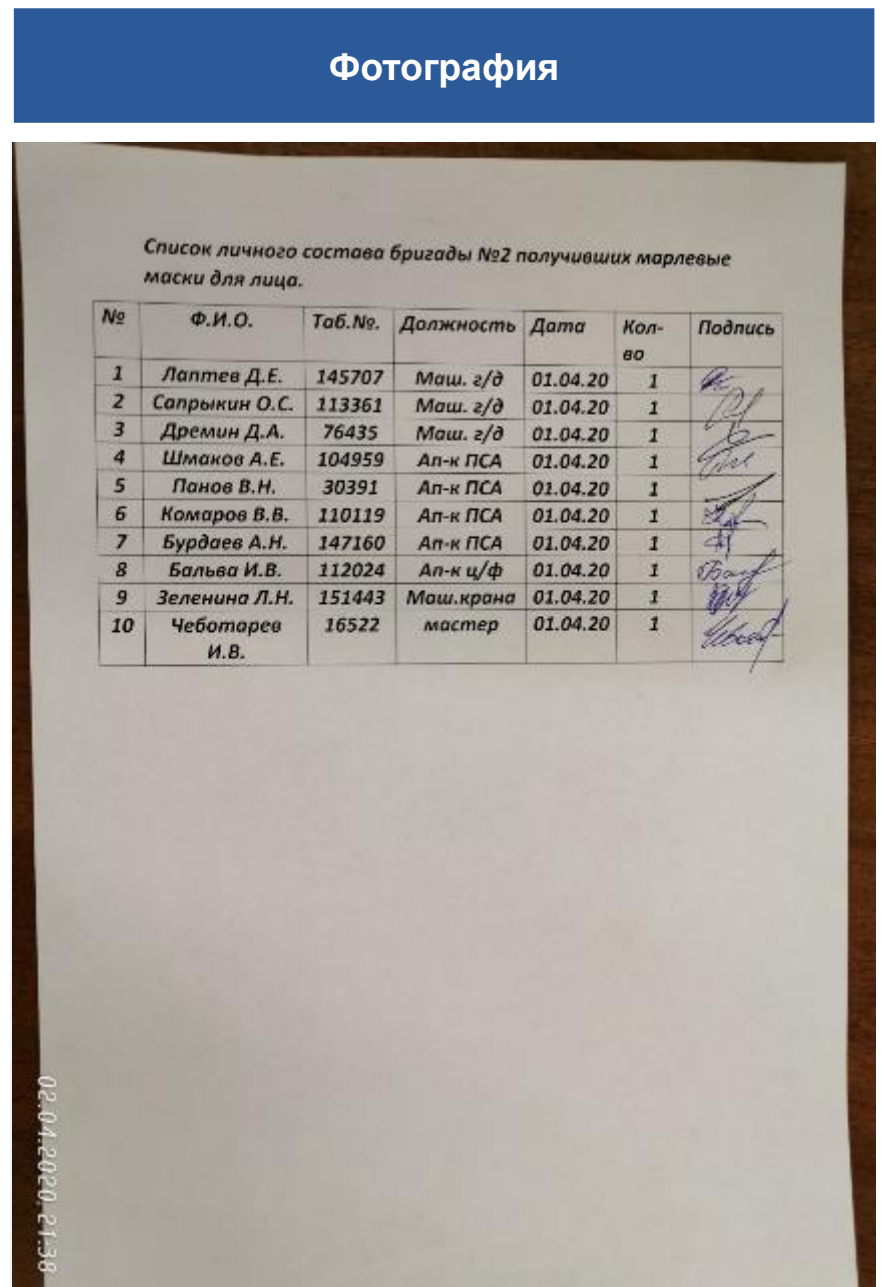 Фотография
Список личного состава бригады №2 получивших марлевые
маски для лица.
№ Ф.И.О. Таб.№. Должность Дата Кол-во Подпись
1 Лаптев Д.Е. 145707 Маш. г/д 01.04.20 1
2 Сапрыкин О.С. 113361 Маш. г/д 01.04.20 1
3 Дремин Д.А. 76435 Маш. г/д 01.04.20 1
4 Шмаков А.Е. 104959 Ап-к ПСА 01.04.20 1
5 Панов В.Н. 30391 Ап-к ПСА 01.04.20 1
6 Комаров В.В. 110119 Ап-к ПСА 01.04.20 1
7 Бурдаев А.Н. 147160 Ап-к ПСА 01.04.20 1
8 Бальва И.В. 112024 Ап-к ц/ф 01.04.20 1
9 Зеленина Л.Н. 151443 Маш.крана 01.04.20 1
10 Чеботарев И.В. 16522 мастер 01.04.20 1
02.04.2020, 21:38